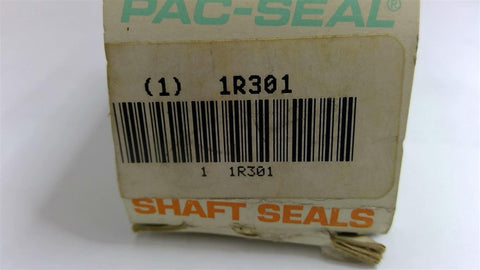 PAC-SEAL®
(1) 1R301
1 1R301
SHAFT SEALS